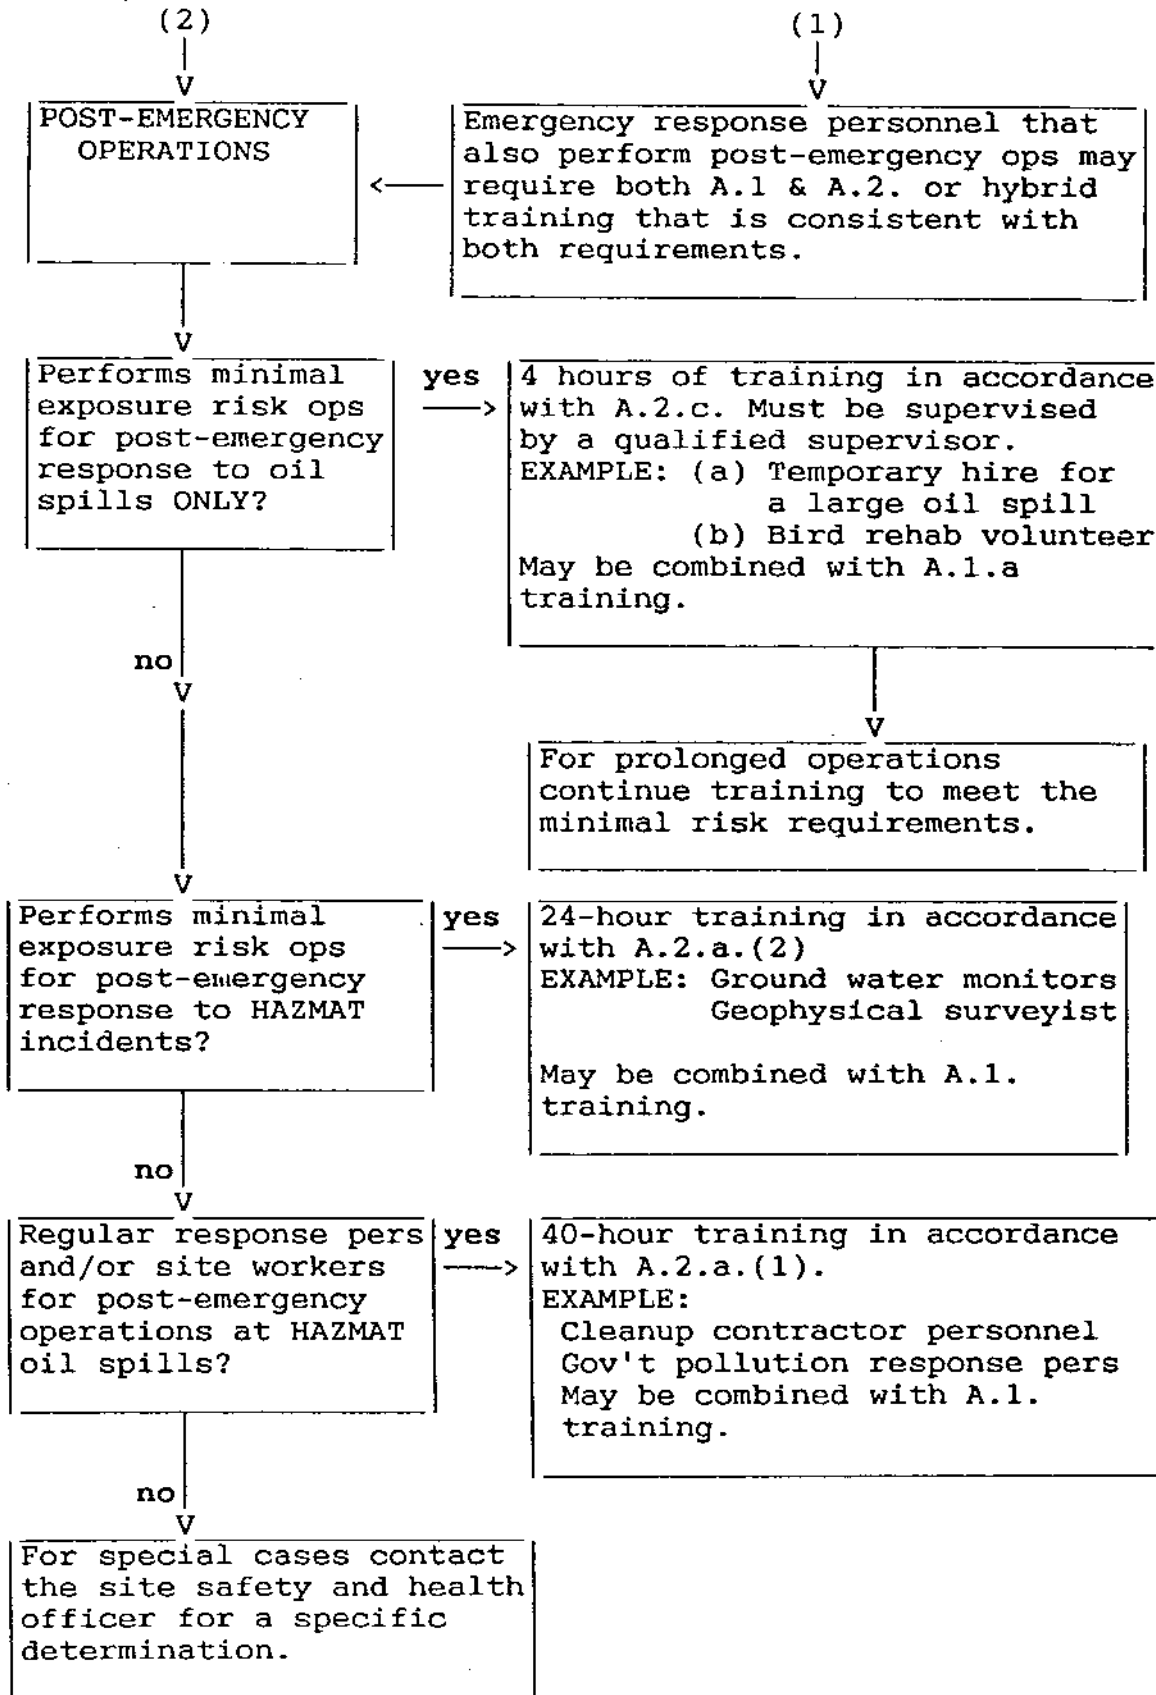 (2)
(1)
V
V
POST-EMERGENCY
OPERATIONS
Emergency response personnel that
also perform post-emergency ops may
require both A.1 & A.2. or hybrid
training that is consistent with
both requirements.
V
Performs minimal
exposure risk ops
for post-emergency
response to oil
spills ONLY?
yes
4 hours of training in accordance
with A.2.c. Must be supervised
by a qualified supervisor.
EXAMPLE: (a) Temporary hire for
a large oil spill
(b) Bird rehab volunteer
May be combined with A.1.a
training.
no
V
V
For prolonged operations
continue training to meet the
minimal risk requirements.
V
Performs minimal
exposure risk ops
for post-emergency
response to HAZMAT
incidents?
yes
24-hour training in accordance
with A.2.a.(2)
EXAMPLE: Ground water monitors
Geophysical surveyist
May be combined with A.1.
training.
no
V
Regular response pers
and/or site workers
for post-emergency
operations at HAZMAT
oil spills?
yes
40-hour training in accordance
with A.2.a.(1).
EXAMPLE:
Cleanup contractor personnel
Gov't pollution response pers
May be combined with A.1.
training.
no
V
For special cases contact
the site safety and health
officer for a specific
determination.